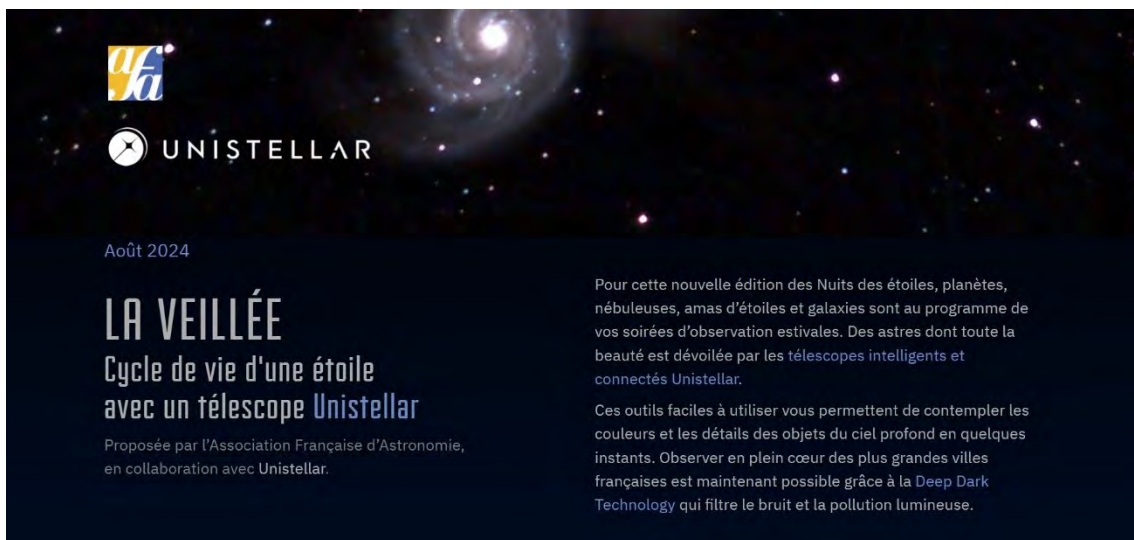 afa
UNISTELLAR
Août 2024
LA VEILLÉE
Cycle de vie d'une étoile
avec un télescope Unistellar
Proposée par l'Association Française d'Astronomie,
en collaboration avec Unistellar.
Pour cette nouvelle édition des Nuits des étoiles, planètes,
nébuleuses, amas d'étoiles et galaxies sont au programme de
vos soirées d'observation estivales. Des astres dont toute la
beauté est dévoilée par les télescopes intelligents et
connectés Unistellar.
Ces outils faciles à utiliser vous permettent de contempler les
couleurs et les détails des objets du ciel profond en quelques
instants. Observer en plein cœur des plus grandes villes
françaises est maintenant possible grâce à la Deep Dark
Technology qui filtre le bruit et la pollution lumineuse.